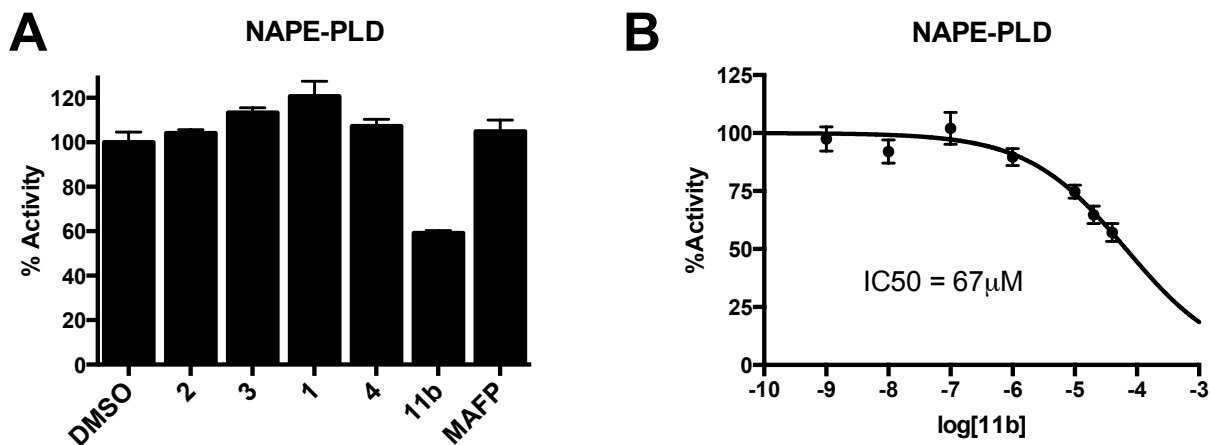 A
NAPE-PLD
% Activity
120
100
80
60
40
20
0
DMSO
2
3
1
4
11b
MAFP
B
NAPE-PLD
%Activity
125
100
75
50
25
0
IC50 = 67μM
-10 -9 -8 -7 -6 -5 -4 -3
log[11b]